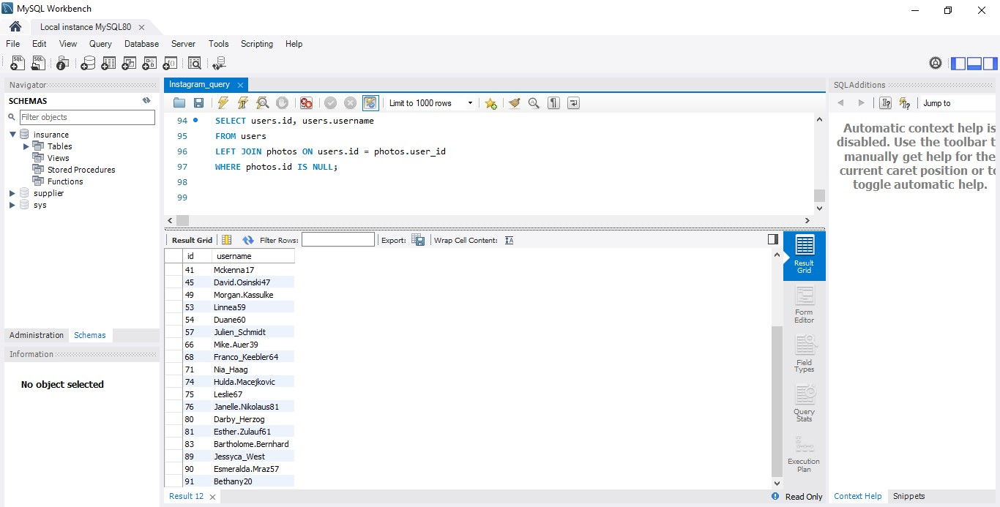 MySQL Workbench
Local instance MySQL80
File Edit View Query Database Server Tools Scripting Help
Navigator
SCHEMAS
Filter objects
insurance
Tables
Views
Stored Procedures
Functions
supplier
sys
Administration Schemas
Information
No object selected
Instagram_query
Limit to 1000 rows
94 SELECT users.id, users.username
95 FROM users
96 LEFT JOIN photos ON users.id = photos.user_id
97 WHERE photos.id IS NULL;
98
99
Result Grid Filter Rows: Export: Wrap Cell Content:
id username
41 Mckenna17
45 David.Osinski47
49 Morgan.Kassulke
53 Linnea59
54 Duane60
57 Julien_Schmidt
66 Mike.Auer39
68 Franco_Keebler64
71 Nia_Haag
74 Hulda.Macejkovic
75 Leslie67
76 Janelle.Nikolaus81
80 Darby_Herzog
81 Esther.Zulauf61
83 Bartholome.Bernhard
89 Jessyca_West
90 Esmeralda.Mraz57
91 Bethany20
Result 12
Read Only
Result
Grid
Form
Editor
Field
Types
Query
Stats
Execution
Plan
SQLAdditions
Jump to
Automatic context help is
disabled. Use the toolbar t
manually get help for the
current caret position or to
toggle automatic help.
Context Help Snippets